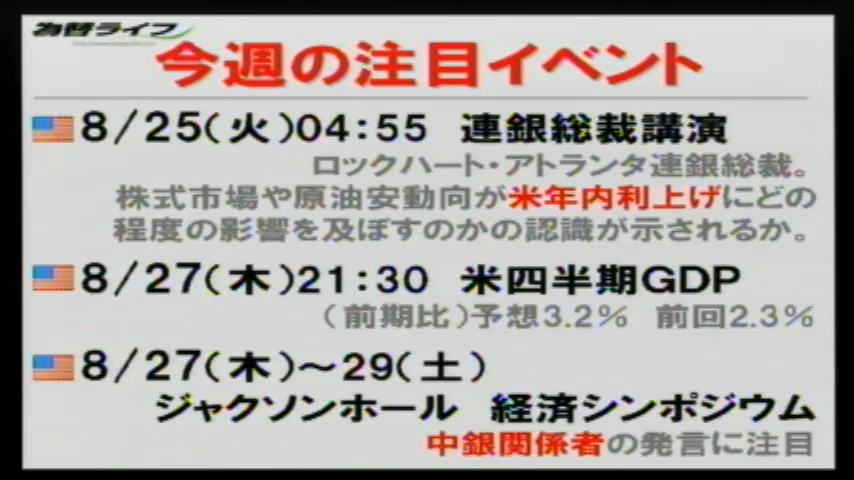 為替ライフ
今週の注目イベント
8/25(火)04:55 連銀総裁講演
ロックハート・アトランタ連銀総裁。
株式市場や原油安動向が米年内利上げにどの
程度の影響を及ぼすのかの認識が示されるか。
8/27(木)21:30 米四半期GDP
(前期比)予想3.2% 前回2.3%
8/27(木)～29(土)
ジャクソンホール 経済シンポジウム
中銀関係者の発言に注目